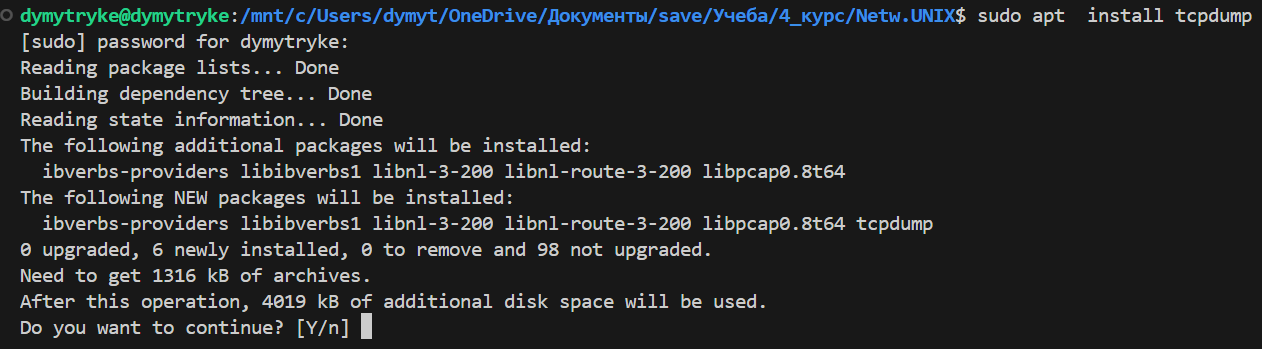 dymytryke@dymytryke:/mnt/c/Users/dymyt/OneDrive/Документы/save/Учеба/4_курс/Netw.UNIX$ sudo apt  install tcpdump
[sudo] password for dymytryke:
Reading package lists... Done
Building dependency tree... Done
Reading state information... Done
The following additional packages will be installed:
  ibverbs-providers libibverbs1 libnl-3-200 libnl-route-3-200 libpcap0.8t64
The following NEW packages will be installed:
  ibverbs-providers libibverbs1 libnl-3-200 libnl-route-3-200 libpcap0.8t64 tcpdump
0 upgraded, 6 newly installed, 0 to remove and 98 not upgraded.
Need to get 1316 kB of archives.
After this operation, 4019 kB of additional disk space will be used.
Do you want to continue? [Y/n]